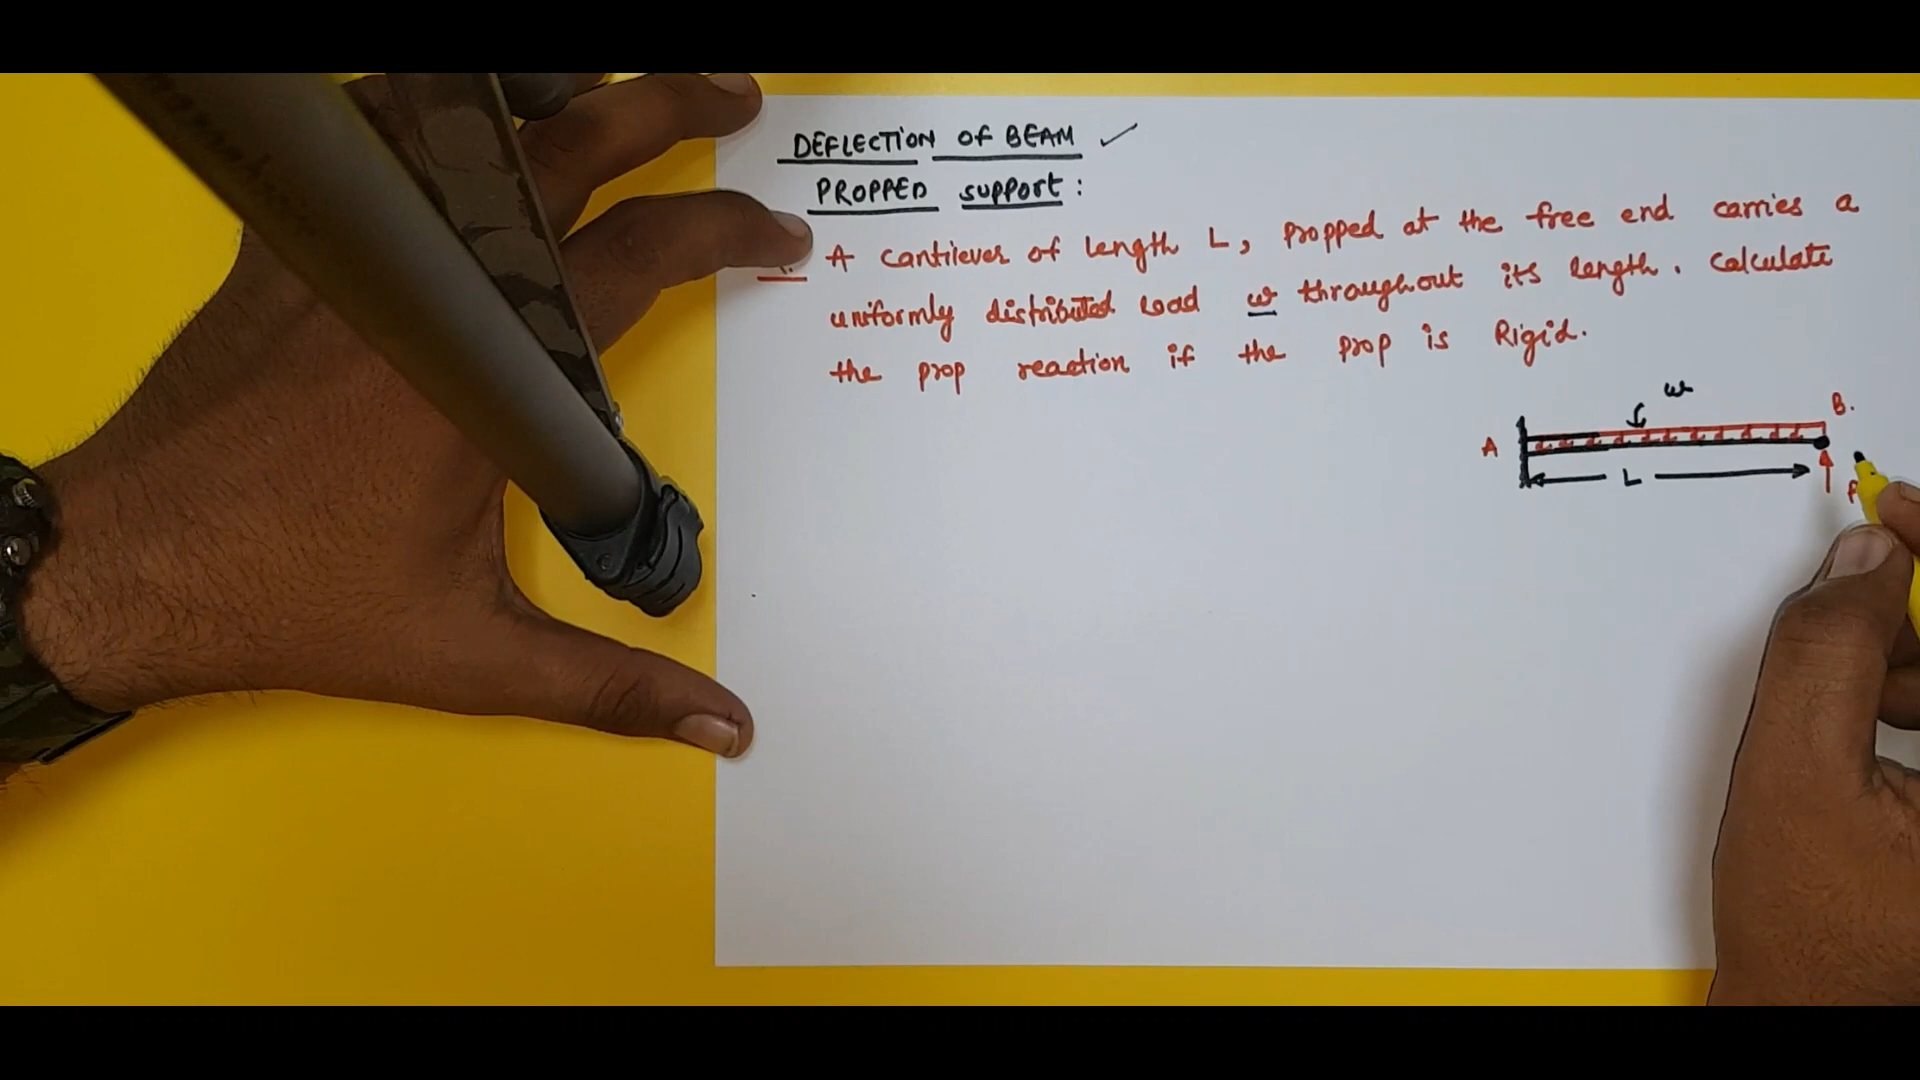 DEFLECTION OF BEAM
PROPPED SUPPORT:
A cantilever of length L, propped at the free end carries a
uniformly distributed load w throughout its length. Calculate
the prop reaction if the prop is Rigid.
w
B.
A
L